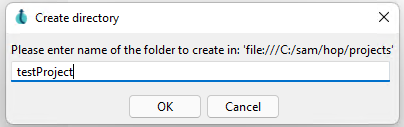 Create directory
Please enter name of the folder to create in: 'file:///C:/sam/hop/projects'
testProject
OK
Cancel